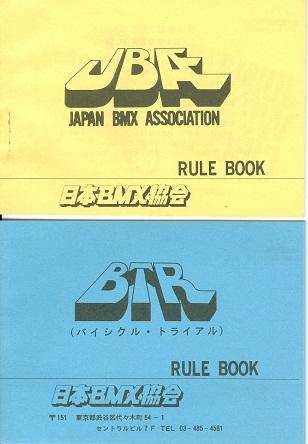 JBA
JAPAN BMX ASSOCIATION
RULE BOOK
日本BMX協会
BTR
(バイシクル・トライアル)
RULE BOOK
日本BMX協会
〒151 東京都渋谷区代々木町54-1
セントラルビル7F TEL 03-485-4581